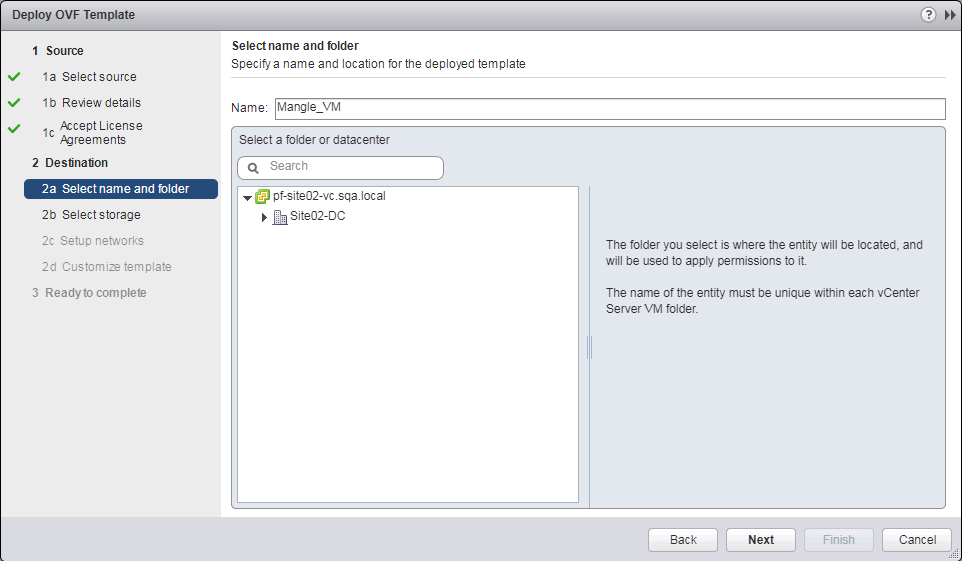 Deploy OVF Template
?
1 Source
1a Select source
1b Review details
1c Accept License
Agreements
2 Destination
2a Select name and folder
2b Select storage
2c Setup networks
2d Customize template
3 Ready to complete
Select name and folder
Specify a name and location for the deployed template
Name: Mangle_VM
Select a folder or datacenter
Search
pf-site02-vc.sqa.local
Site02-DC
The folder you select is where the entity will be located, and
will be used to apply permissions to it.
The name of the entity must be unique within each vCenter
Server VM folder.
Back
Next
Finish
Cancel